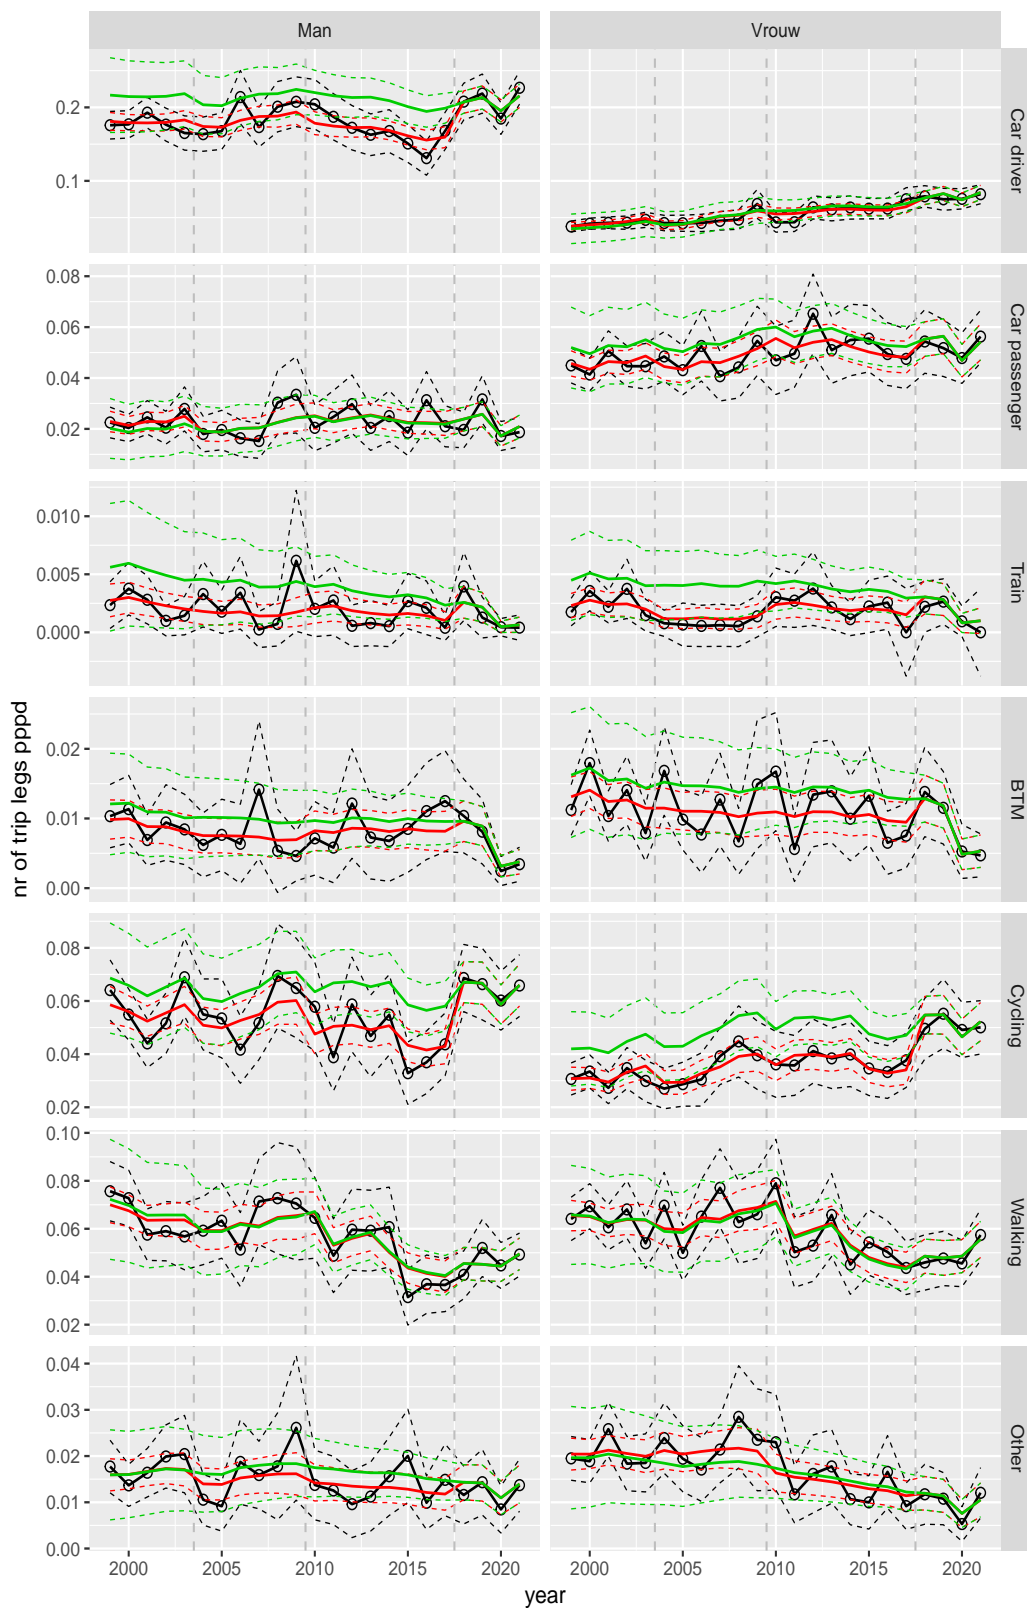 Man Vrouw
0.2
0.1
Car driver
0.08
0.06
0.04
0.02
Car passenger
0.010
0.005
0.000
Train
0.02
0.01
0.00
BTM
0.08
0.06
0.04
0.02
Cycling
0.10
0.08
0.06
0.04
0.02
Walking
0.04
0.03
0.02
0.01
0.00
Other
2000 2005 2010 2015 2020 2000 2005 2010 2015 2020
year
nr of trip legs pppd